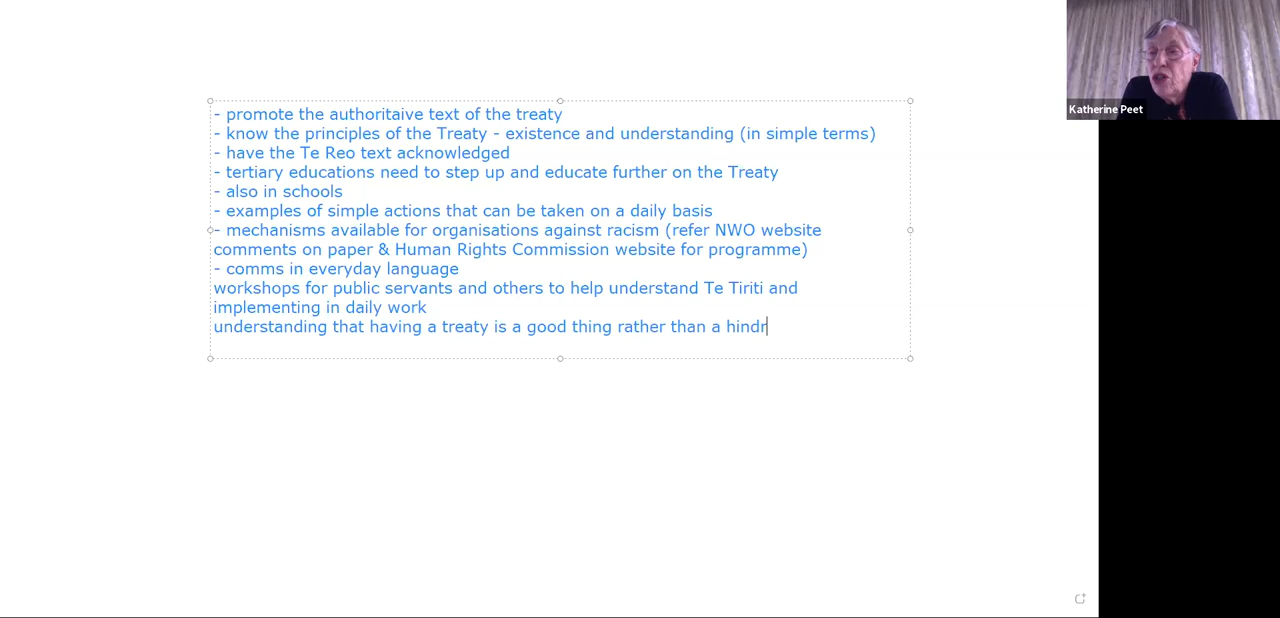 - promote the authoritaive text of the treaty
- know the principles of the Treaty - existence and understanding (in simple terms)
- have the Te Reo text acknowledged
- tertiary educations need to step up and educate further on the Treaty
- also in schools
- examples of simple actions that can be taken on a daily basis
- mechanisms available for organisations against racism (refer NWO website
comments on paper & Human Rights Commission website for programme)
- comms in everyday language
workshops for public servants and others to help understand Te Tiriti and
implementing in daily work
understanding that having a treaty is a good thing rather than a hindr
Katherine Peet